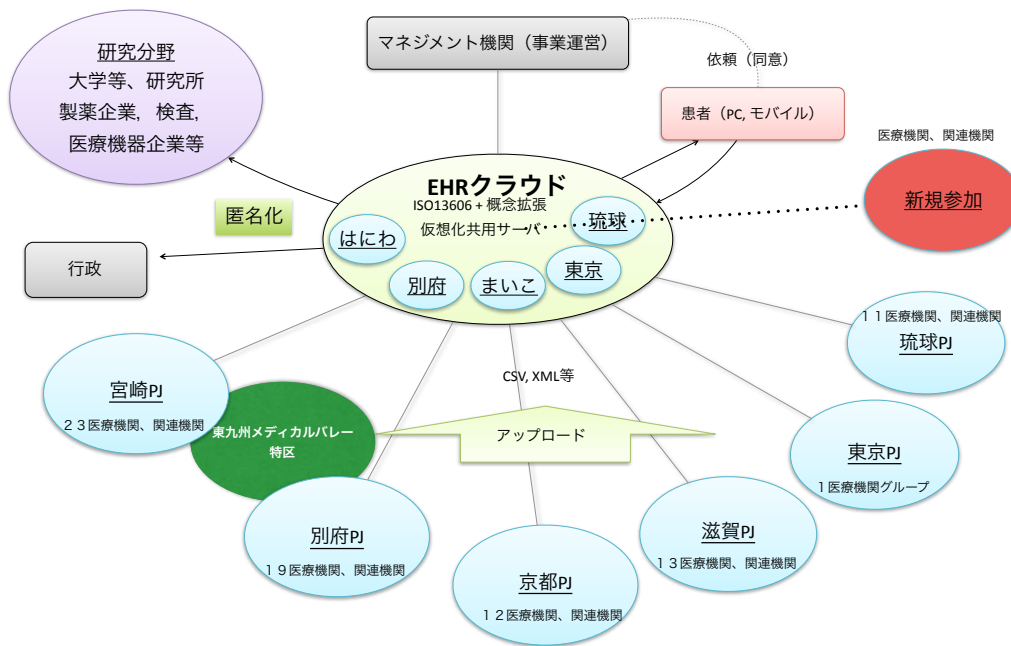 マネジメント機関（事業運営）
研究分野
大学等、研究所
製薬企業，検査，
医療機器企業等
依頼（同意）
患者（PC, モバイル）
医療機関、関連機関
新規参加
EHRクラウド
ISO13606 + 概念拡張
仮想化共用サーバ
琉球
はにわ
別府
まいこ
東京
匿名化
行政
１１医療機関、関連機関
琉球PJ
宮崎PJ
２３医療機関、関連機関
CSV, XML等
アップロード
東九州メディカルバレー
特区
東京PJ
１医療機関グループ
別府PJ
１９医療機関、関連機関
滋賀PJ
１３医療機関、関連機関
京都PJ
１２医療機関、関連機関